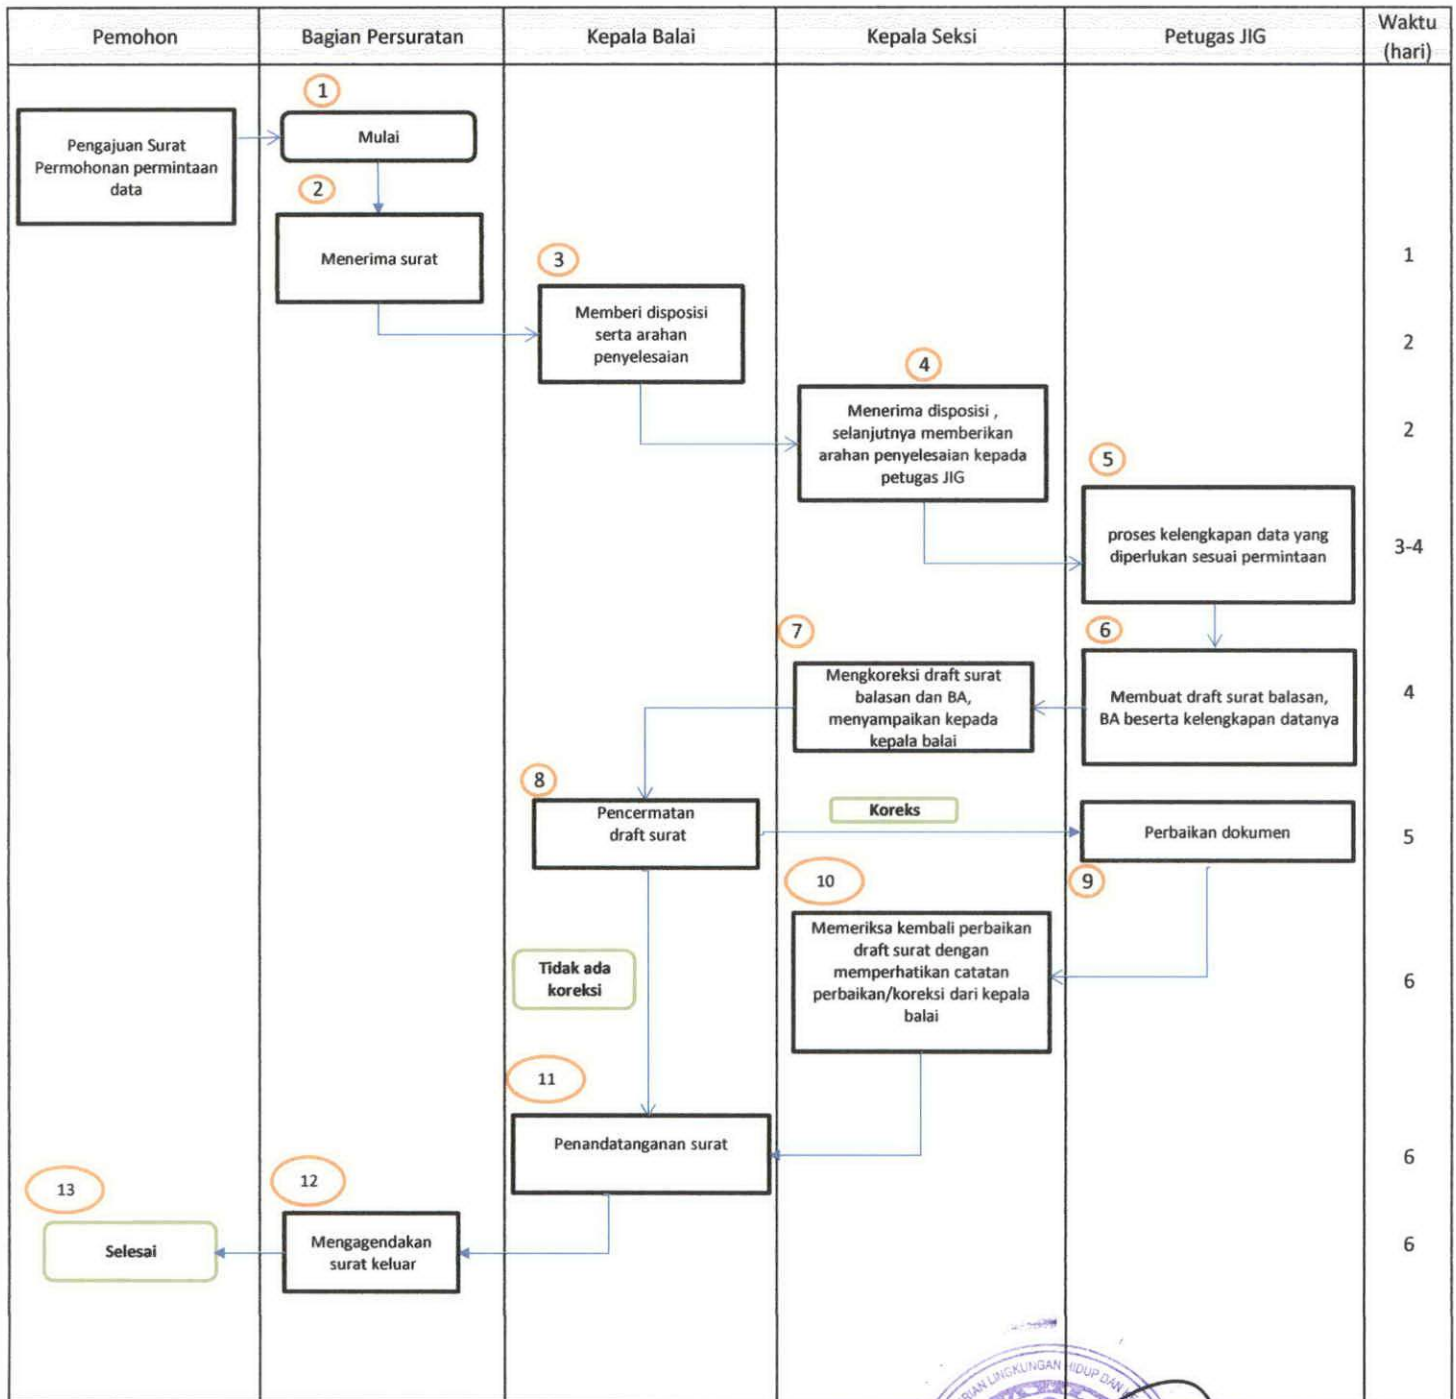 Pemohon
Bagian Persuratan
Kepala Balai
Kepala Seksi
Petugas JIG
Waktu
(hari)
1
Pengajuan Surat
Permohonan permintaan
data
Mulai
2
Menerima surat
3
1
Memberi disposisi
serta arahan
penyelesaian
2
4
Menerima disposisi ,
selanjutnya memberikan
arahan penyelesaian kepada
petugas JIG
2
5
proses kelengkapan data yang
diperlukan sesuai permintaan
3-4
7
6
Mengkoreksi draft surat
balasan dan BA,
menyampaikan kepada
kepala balai
Membuat draft surat balasan,
BA beserta kelengkapan datanya
4
8
Pencermatan
draft surat
Koreks
Perbaikan dokumen
5
10
9
Memeriksa kembali perbaikan
draft surat dengan
memperhatikan catatan
perbaikan/koreksi dari kepala
balai
Tidak ada
koreksi
6
11
Penandatanganan surat
6
13
12
Selesai
Mengagendakan
surat keluar
6
LINGKUNGAN HIDUP DAN